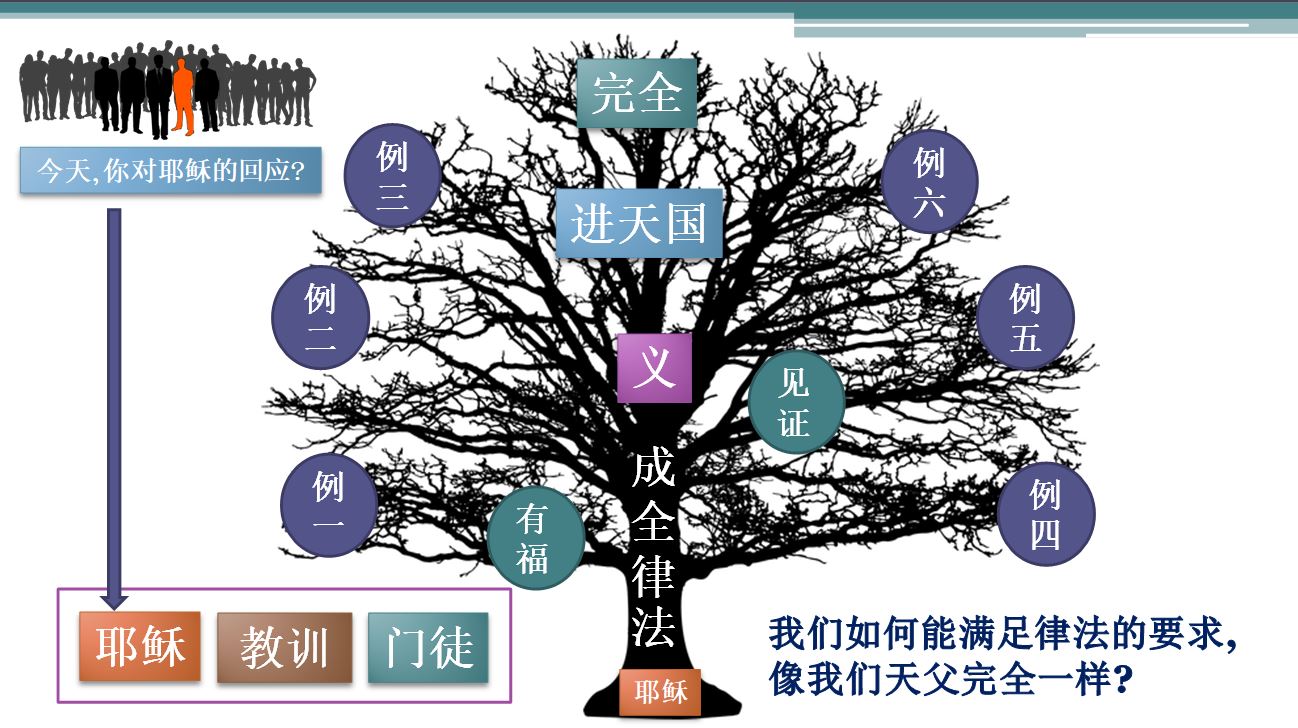 今天,你对耶稣的回应?
完全
进天国
义
成全律法
耶稣
例三
例二
例一
有福
例六
例五
见证
例四
耶稣
教训
门徒
我们如何能满足律法的要求,
像我们天父完全一样?